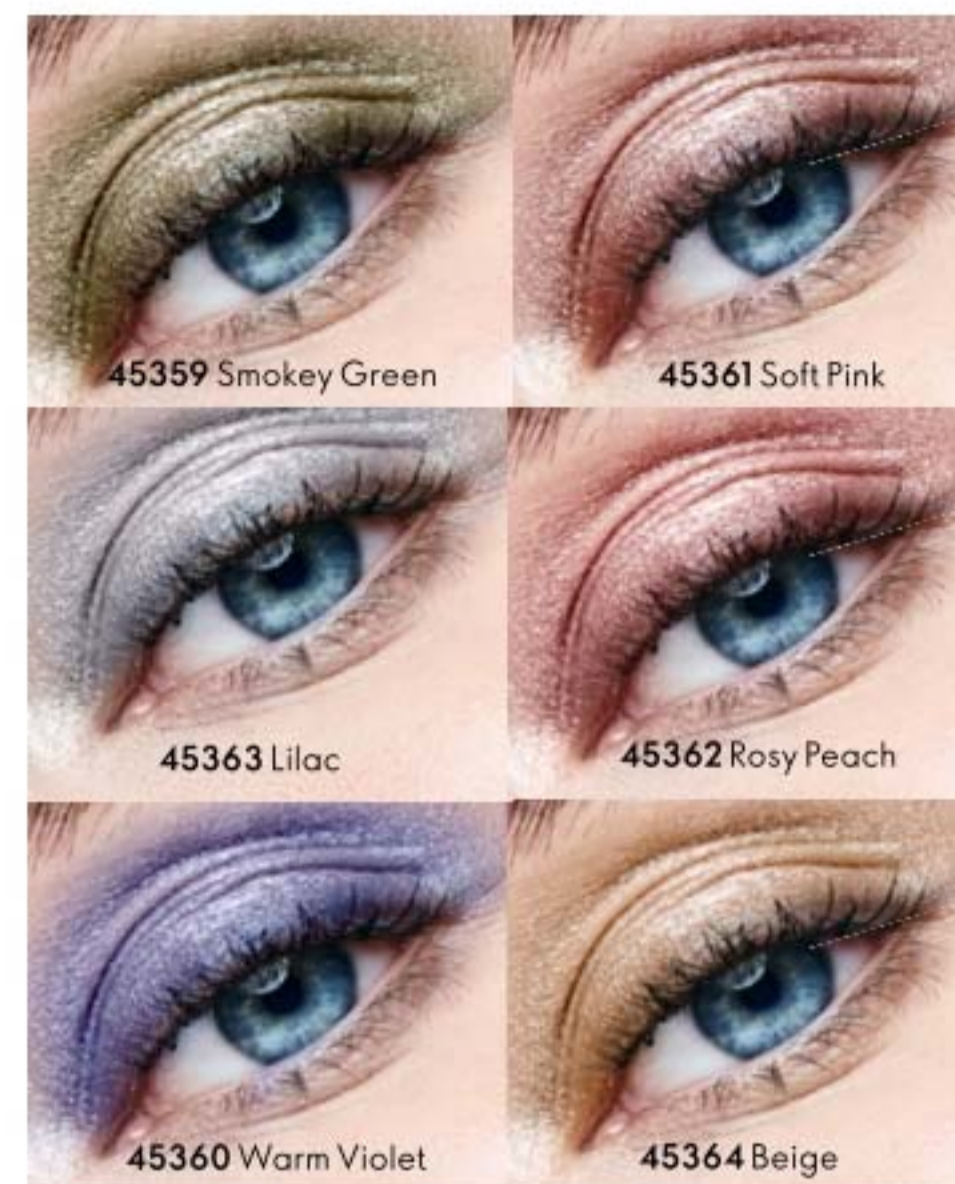 45359 Smokey Green
45361 Soft Pink
45363 Lilac
45362 Rosy Peach
45360 Warm Violet
45364 Beige